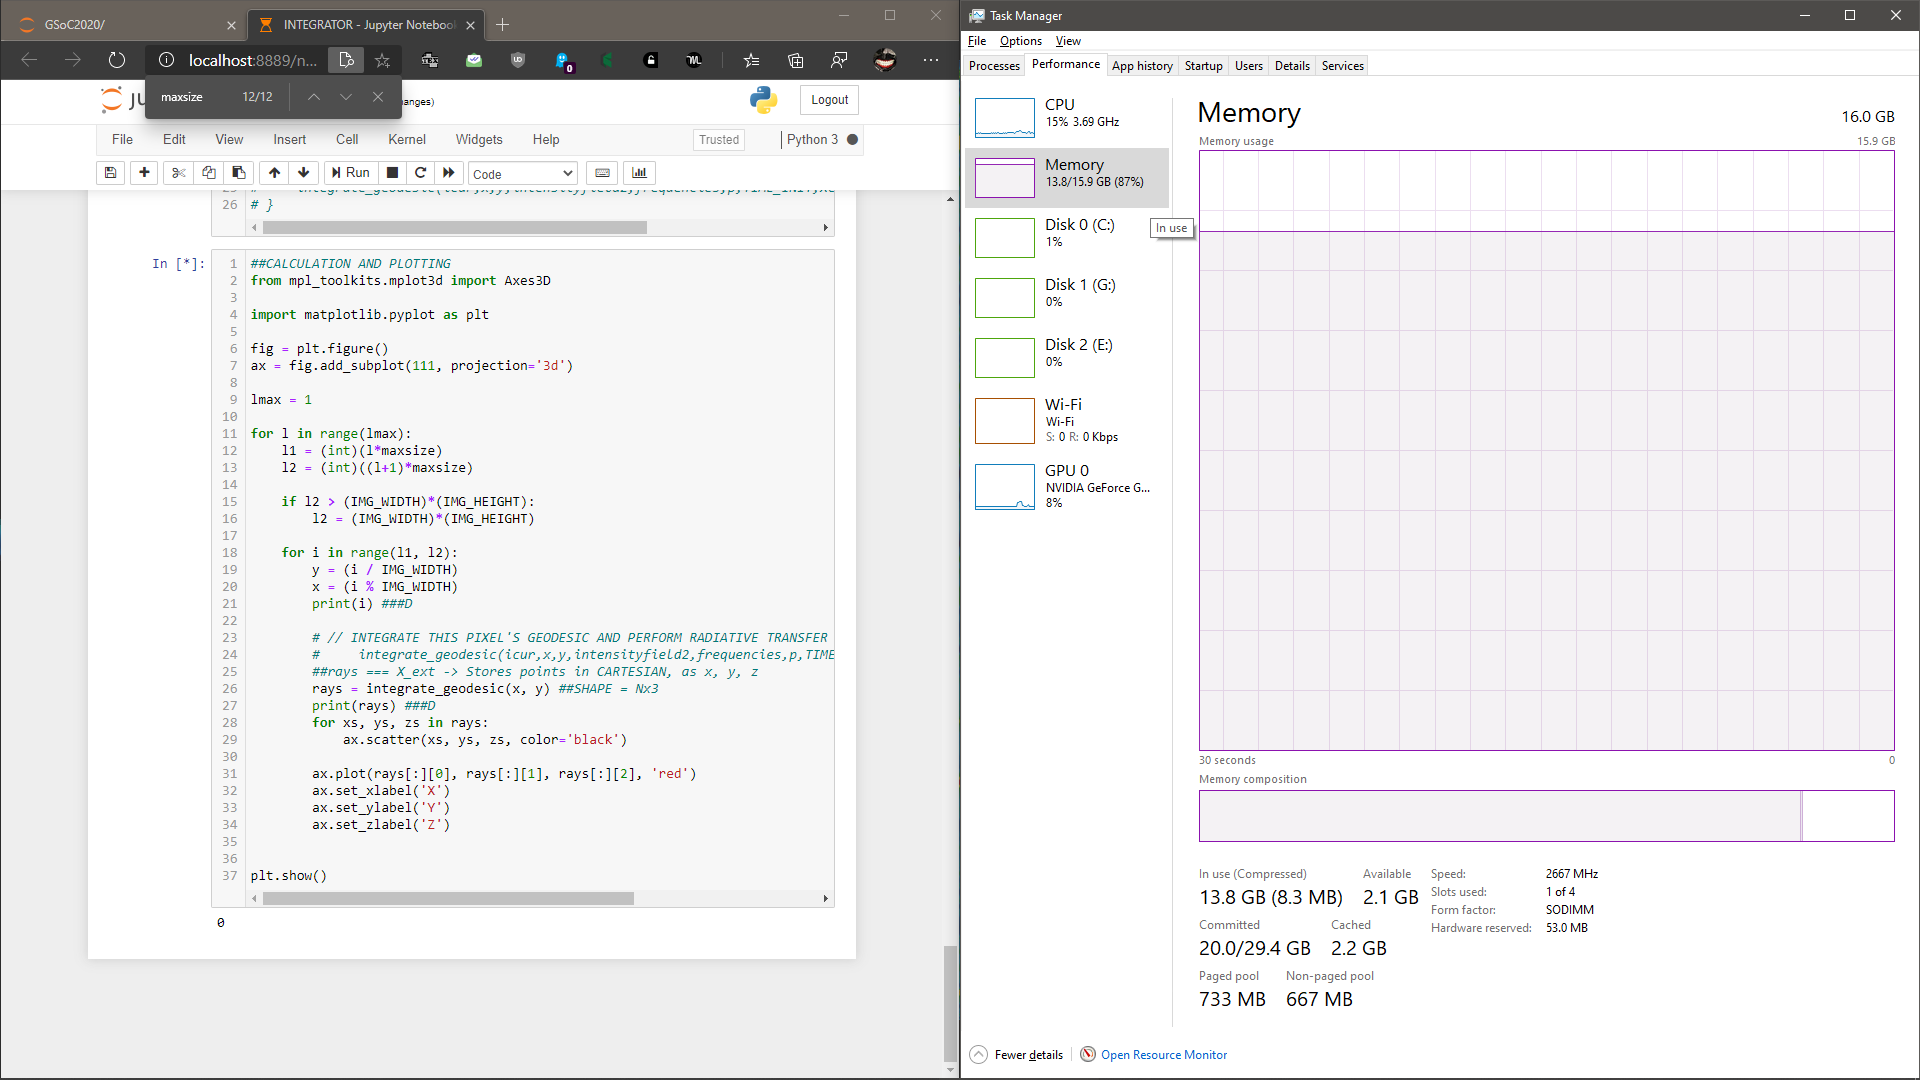 GSoC2020/
INTEGRATOR - Jupyter Notebook
localhost:8889/n...
maxsize 12/12
anges)
Logout
File Edit View Insert Cell Kernel Widgets Help
Trusted
Python 3
Run
Code
26 # }
In [*]:
1 ##CALCULATION AND PLOTTING
2 from mpl_toolkits.mplot3d import Axes3D
3
4 import matplotlib.pyplot as plt
5
6 fig = plt.figure()
7 ax = fig.add_subplot(111, projection='3d')
8
9 lmax = 1
10
11 for l in range(lmax):
12 l1 = (int)(l*maxsize)
13 l2 = (int)((l+1)*maxsize)
14
15 if l2 > (IMG_WIDTH)*(IMG_HEIGHT):
16 l2 = (IMG_WIDTH)*(IMG_HEIGHT)
17
18 for i in range(l1, l2):
19 y = (i / IMG_WIDTH)
20 x = (i % IMG_WIDTH)
21 print(i) ###D
22
23 # // INTEGRATE THIS PIXEL'S GEODESIC AND PERFORM RADIATIVE TRANSFER
24 # integrate_geodesic(icur,x,y,intensityfield2,frequencies,p,TIME
25 ##rays === X_ext -> Stores points in CARTESIAN, as x, y, z
26 rays = integrate_geodesic(x, y) ##SHAPE = Nx3
27 print(rays) ###D
28 for xs, ys, zs in rays:
29 ax.scatter(xs, ys, zs, color='black')
30
31 ax.plot(rays[:][0], rays[:][1], rays[:][2], 'red')
32 ax.set_xlabel('X')
33 ax.set_ylabel('Y')
34 ax.set_zlabel('Z')
35
36
37 plt.show()
0
Task Manager
File Options View
Processes Performance App history Startup Users Details Services
CPU
15% 3.69 GHz
Memory
13.8/15.9 GB (87%)
Disk 0 (C:)
1%
Disk 1 (G:)
0%
Disk 2 (E:)
0%
Wi-Fi
Wi-Fi
S: 0 R: 0 Kbps
GPU 0
NVIDIA GeForce G...
8%
In use
Memory
16.0 GB
Memory usage
15.9 GB
30 seconds
0
Memory composition
In use (Compressed)
13.8 GB (8.3 MB)
Available
2.1 GB
Committed
20.0/29.4 GB
Cached
2.2 GB
Paged pool
733 MB
Non-paged pool
667 MB
Speed: 2667 MHz
Slots used: 1 of 4
Form factor: SODIMM
Hardware reserved: 53.0 MB
Fewer details
Open Resource Monitor